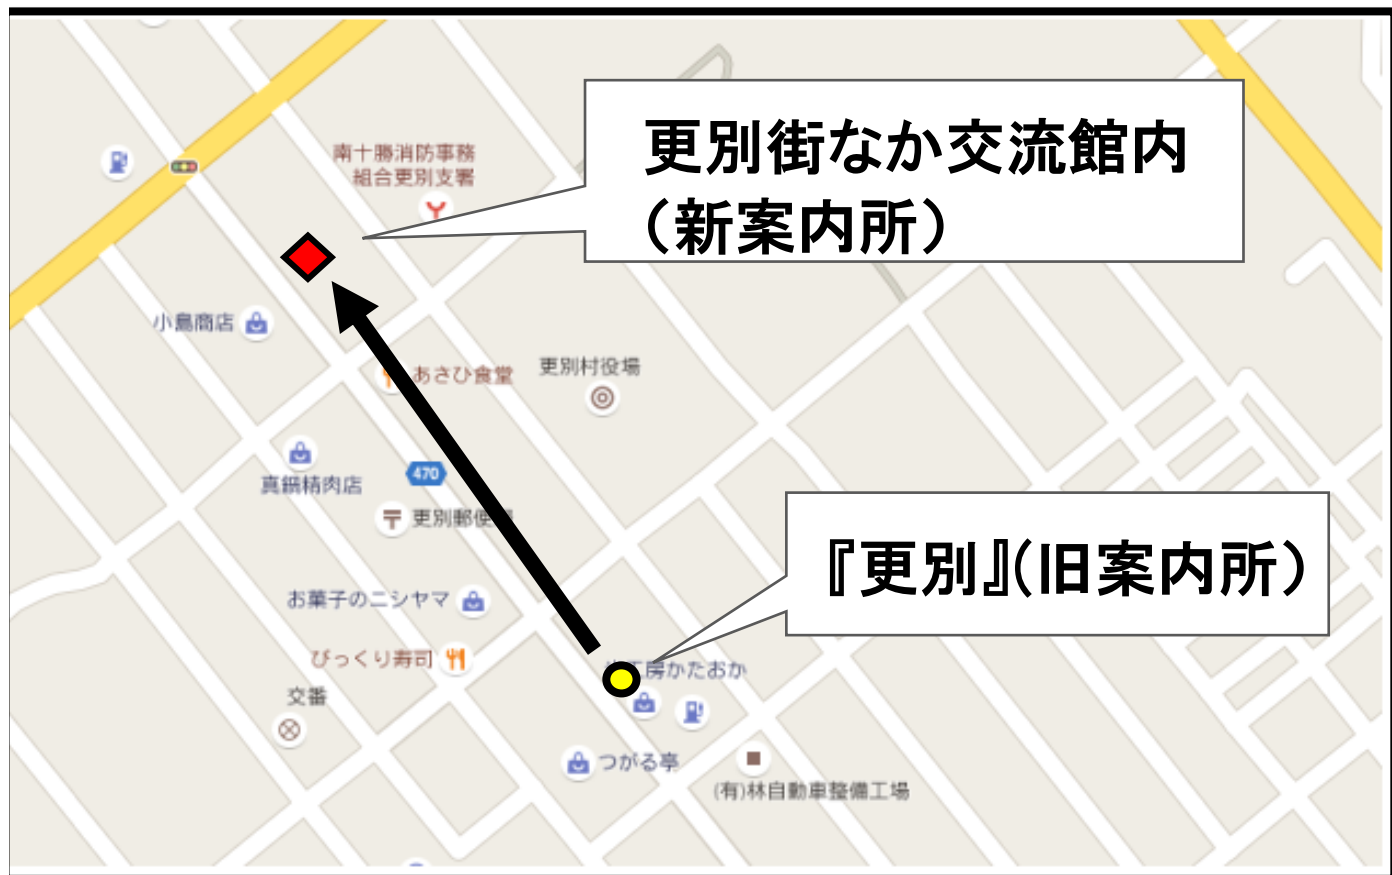 南十勝消防事務
組合更別支署
更別街なか交流館内
（新案内所）
小島商店
あさひ食堂
更別村役場
真鍋精肉店
470
更別郵便
『更別』（旧案内所）
お菓子のニシヤマ
びっくり寿司
交番
工房かたおか
つがる亭
(有)林自動車整備工場